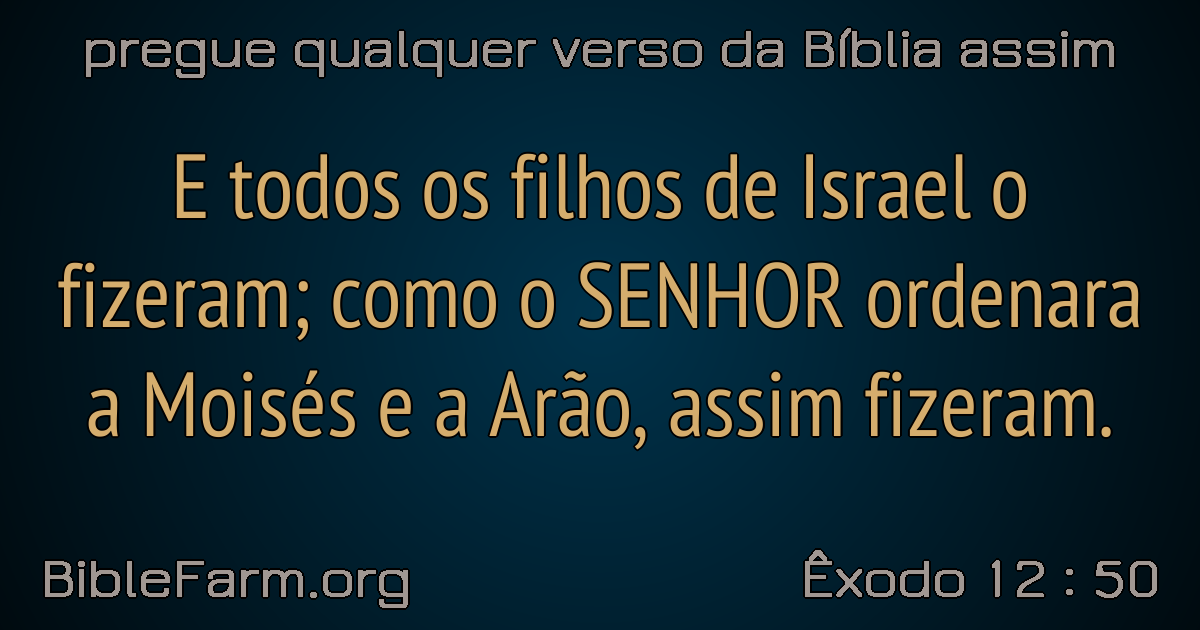 pregue qualquer verso da Bíblia assim
E todos os filhos de Israel o
fizeram; como o SENHOR ordenara
a Moisés e a Arão, assim fizeram.
BibleFarm.org
Êxodo 12 : 50